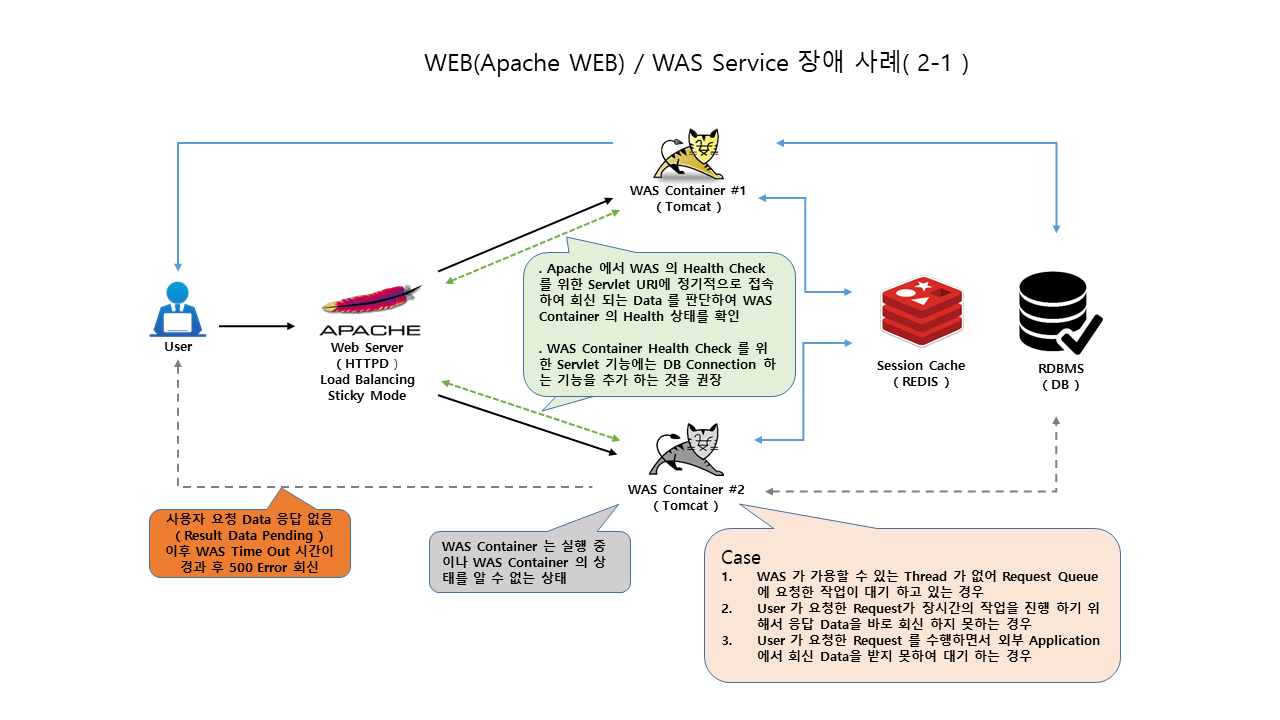 WEB(Apache WEB) / WAS Service 장애 사례( 2-1 )
WAS Container #1
( Tomcat )
. Apache 에서 WAS 의 Health Check
를 위한 Servlet URI에 정기적으로 접속
하여 회신 되는 Data 를 판단하여 WAS
Container 의 Health 상태를 확인
. WAS Container Health Check 를 위
한 Servlet 기능에는 DB Connection 하
는 기능을 추가 하는 것을 권장
User
APACHE
Web Server
( HTTPD )
Load Balancing
Sticky Mode
Session Cache
( REDIS )
RDBMS
( DB )
WAS Container #2
( Tomcat )
사용자 요청 Data 응답 없음
( Result Data Pending )
이후 WAS Time Out 시간이
경과 후 500 Error 회신
WAS Container 는 실행 중
이나 WAS Container 의 상
태를 알 수 없는 상태
Case
1. WAS 가 가용할 수 있는 Thread 가 없어 Request Queue
에 요청한 작업이 대기 하고 있는 경우
2. User 가 요청한 Request가 장시간의 작업을 진행 하기 위
해서 응답 Data을 바로 회신 하지 못하는 경우
3. User 가 요청한 Request 를 수행하면서 외부 Application
에서 회신 Data을 받지 못하여 대기 하는 경우